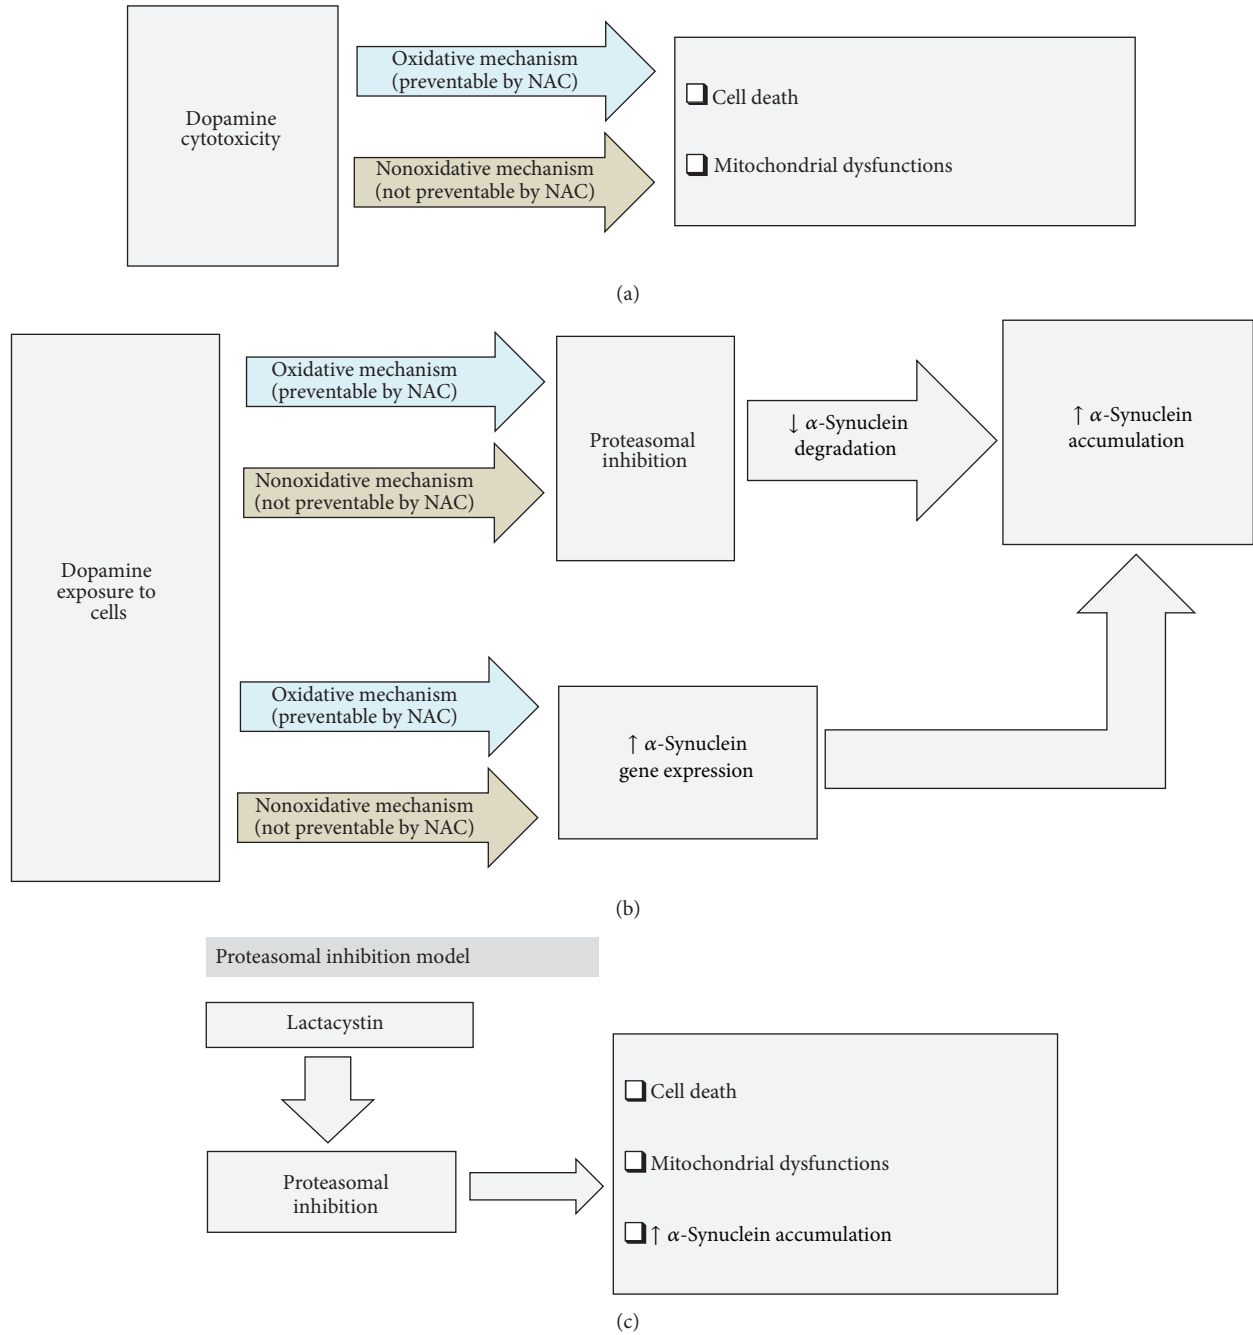 Dopamine
cytotoxicity
Oxidative mechanism
(preventable by NAC)
Nonoxidative mechanism
(not preventable by NAC)
Cell death
Mitochondrial dysfunctions
(a)
Dopamine
exposure to
cells
Oxidative mechanism
(preventable by NAC)
Nonoxidative mechanism
(not preventable by NAC)
Proteasomal
inhibition
↓ α-Synuclein
degradation
↑ α-Synuclein
accumulation
Oxidative mechanism
(preventable by NAC)
Nonoxidative mechanism
(not preventable by NAC)
↑ α-Synuclein
gene expression
(b)
Proteasomal inhibition model
Lactacystin
Proteasomal
inhibition
Cell death
Mitochondrial dysfunctions
↑ α-Synuclein accumulation
(c)